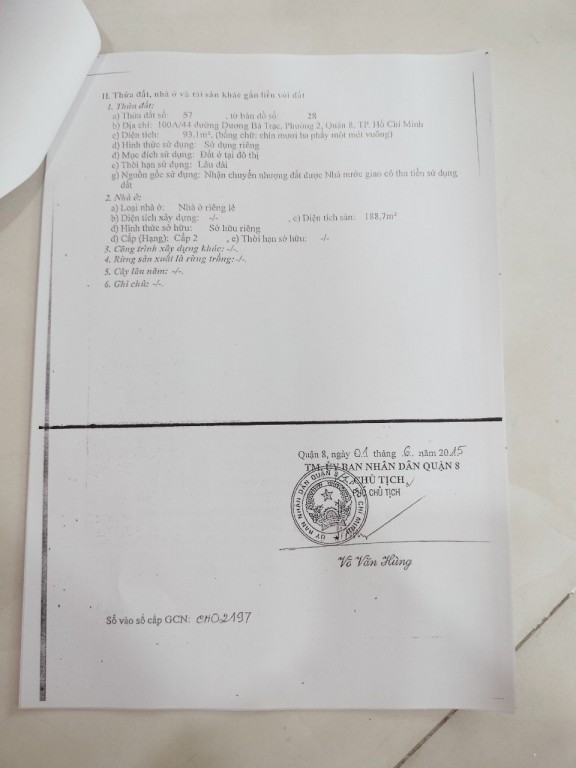 II. Thửa đất, nhà ở và tài sản khác gắn liền với đất
1. Thửa đất:
a) Thửa đất số: 57 , tờ bản đồ số: 28
b) Địa chỉ: 100A/44 đường Dương Bá Trạc, Phường 2, Quận 8, TP. Hồ Chí Minh
c) Diện tích: 93.1m², (bằng chữ: chín mươi ba phẩy một mét vuông)
d) Hình thức sử dụng: Sử dụng riêng
đ) Mục đích sử dụng: Đất ở tại đô thị
e) Thời hạn sử dụng: Lâu dài
g) Nguồn gốc sử dụng: Nhận chuyển nhượng đất được Nhà nước giao có thu tiền sử dụng
đất
2. Nhà ở:
a) Loại nhà ở: Nhà ở riêng lẻ
b) Diện tích xây dựng: -/- , c) Diện tích sàn: 188,7m²
d) Hình thức sở hữu: Sở hữu riêng
đ) Cấp (Hạng): Cấp 2 , e) Thời hạn sở hữu: -/-
3. Công trình xây dựng khác: -/-.
4. Rừng sản xuất là rừng trồng: -/-.
5. Cây lâu năm: -/-.
6. Ghi chú: -/-.
Quận 8, ngày 01 tháng 6. năm 2015
TM. ỦY BAN NHÂN DÂN QUẬN 8
CHỦ TỊCH
PHÓ CHỦ TỊCH
ỦY BAN NHÂN DÂN QUẬN 8
Võ Văn Hùng
Số vào sổ cấp GCN: CH02197